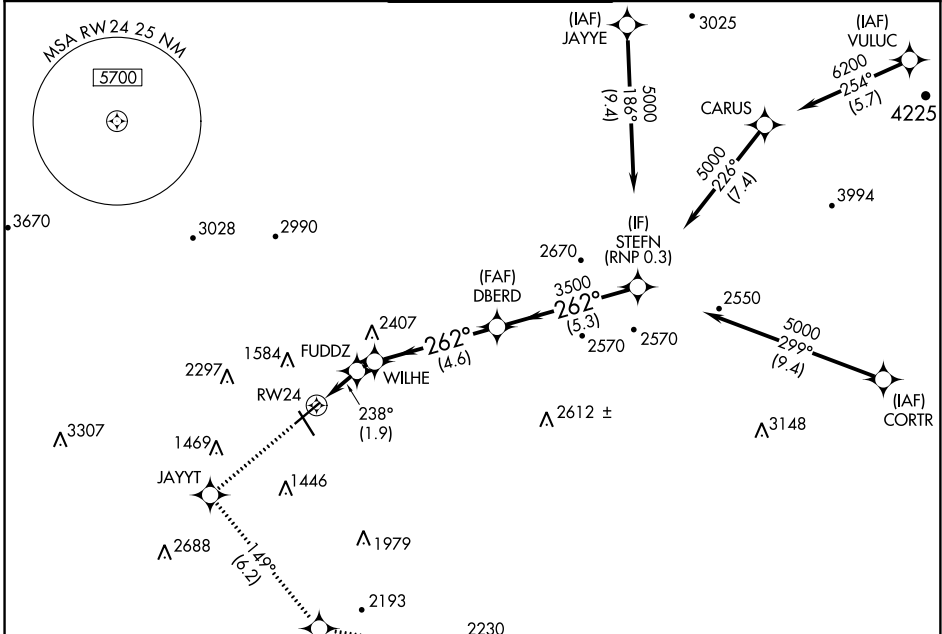 MSA RW24 25 NM
5700
(IAF)
JAYYE
3025
(IAF)
VULUC
6200
254°
(5.7)
4225
5000
186°
(9.4)
CARUS
5000
226°
(7.4)
3994
3670
3028
2990
(IF)
STEFN
(RNP 0.3)
2670
(FAF)
DBERD
3500
262°
(5.3)
2550
5000
299°
(9.4)
2570
2570
2407
262°
(4.6)
FUDDZ
1584
WILHE
2297
RW24
238°
(1.9)
(IAF)
CORTR
2612 ±
3148
3307
1469
JAYYT
1446
2688
1979
149°
(6.2)
2193
2230